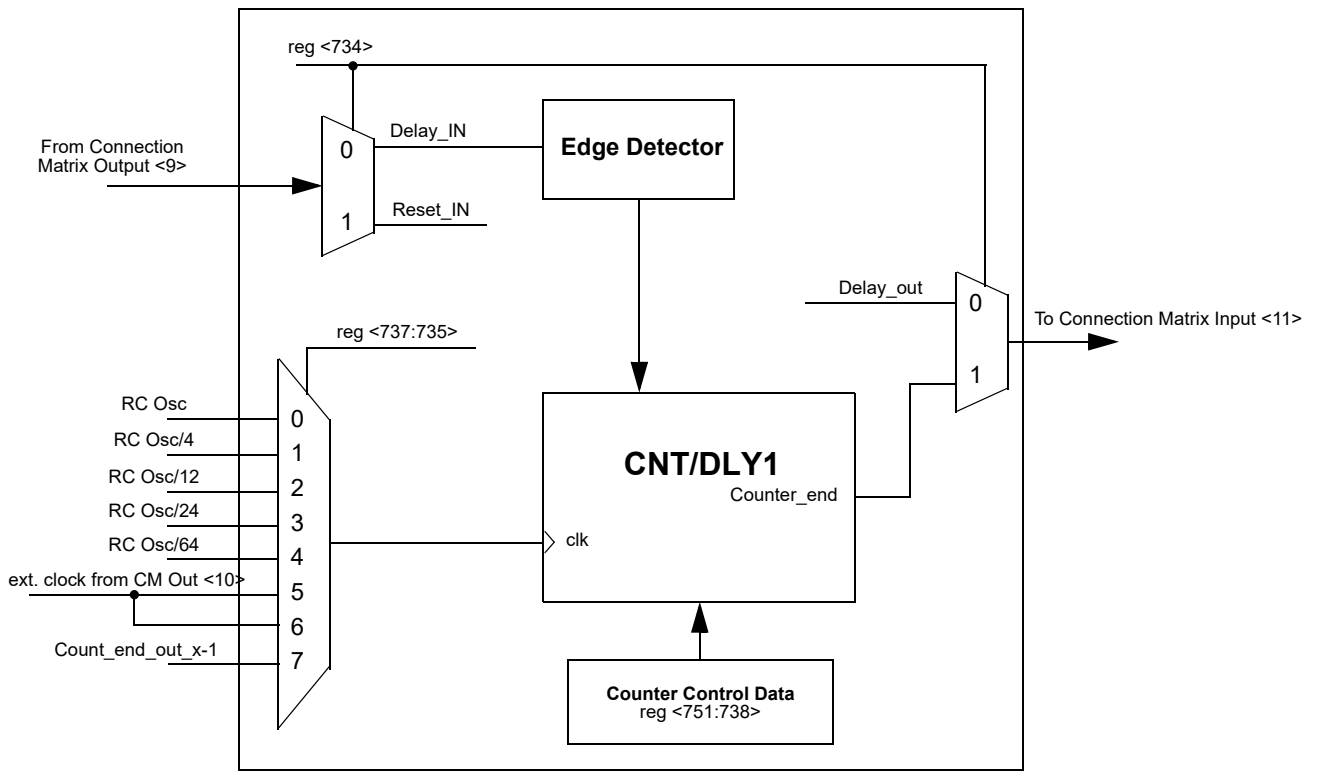 reg <734>
From Connection
Matrix Output <9>
0
1
Delay_IN
Reset_IN
Edge Detector
Delay_out
0
1
To Connection Matrix Input <11>
reg <737:735>
RC Osc
RC Osc/4
RC Osc/12
RC Osc/24
RC Osc/64
ext. clock from CM Out <10>
Count_end_out_x-1
0
1
2
3
4
5
6
7
CNT/DLY1
Counter_end
clk
Counter Control Data
reg <751:738>